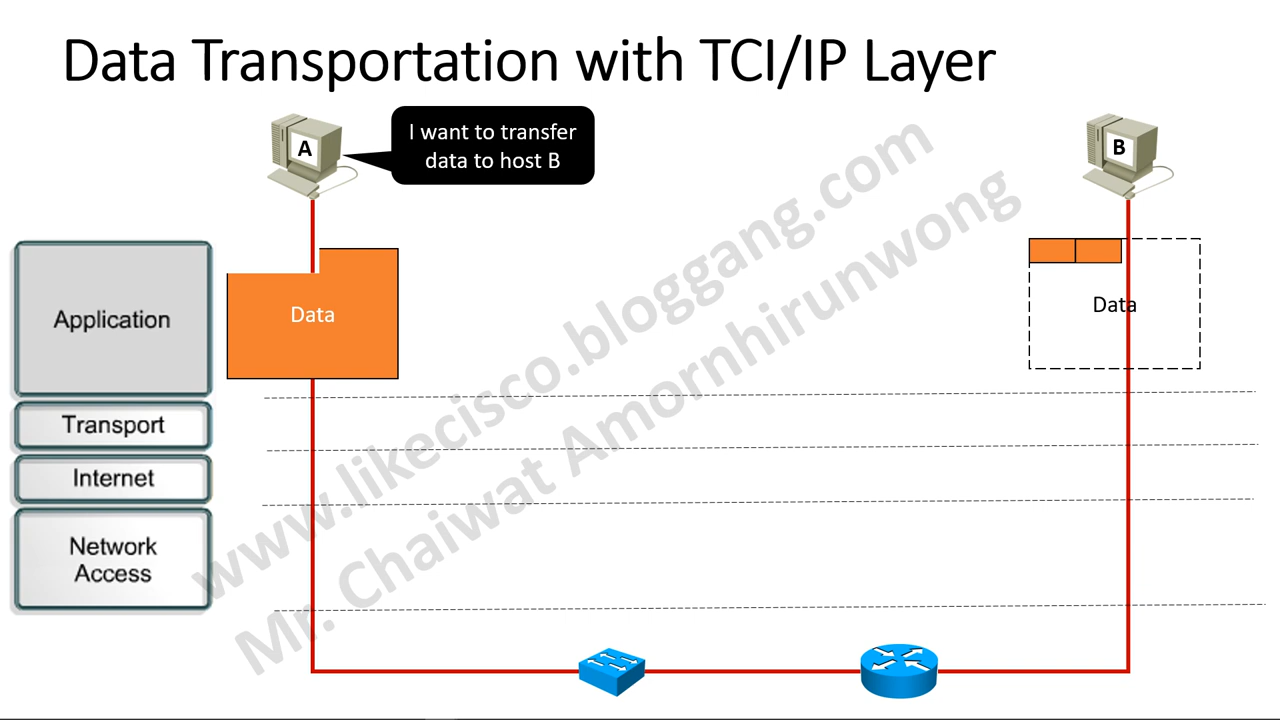 Data Transportation with TCI/IP Layer
A
I want to transfer
data to host B
B
Application
Data
Data
Transport
Internet
Network
Access
www.likecisco.bloggang.com
Mr. Chaiwat Amornhirunwong